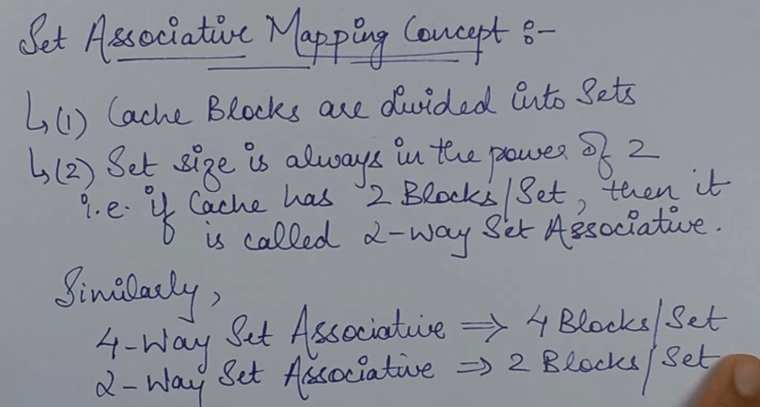 Set Associative Mapping Concept :-
↳(1) Cache Blocks are divided into Sets
↳(2) Set size is always in the power of 2
i.e. if Cache has 2 Blocks/Set, then it
is called 2-way Set Associative.
Similarly,
4-Way Set Associative ⇒ 4 Blocks/Set
2-Way Set Associative ⇒ 2 Blocks/Set